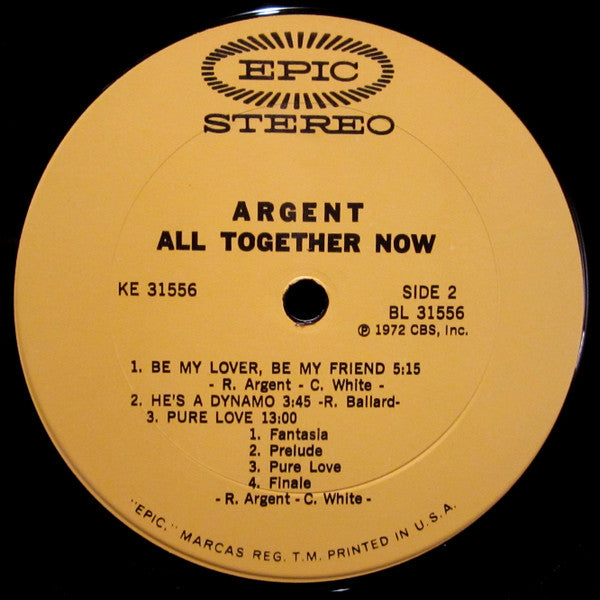 EPIC
STEREO
ARGENT
ALL TOGETHER NOW
KE 31556
SIDE 2
BL 31556
℗ 1972 CBS, Inc.
1. BE MY LOVER, BE MY FRIEND 5:15
- R. Argent - C. White -
2. HE'S A DYNAMO 3:45 -R. Ballard-
3. PURE LOVE 13:00
1. Fantasia
2. Prelude
3. Pure Love
4. Finale
- R. Argent - C. White -
"EPIC," MARCAS REG. T.M. PRINTED IN U.S.A.